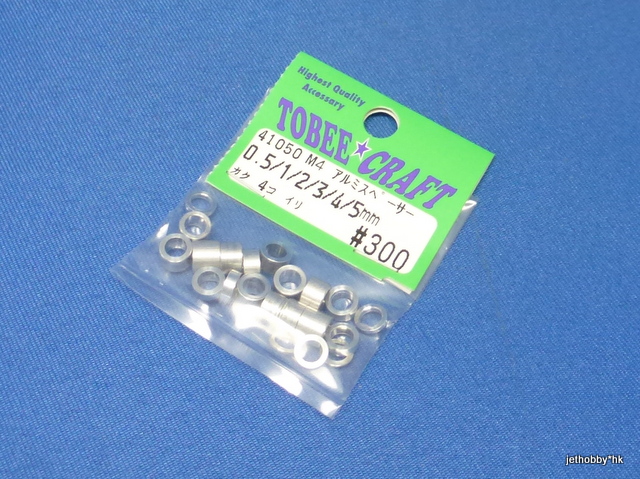 Highest Quality
Accessary
TOBEE★CRAFT
41050 M4 アルミスペーサー
0.5/1/2/3/4/5mm
カク 4コ イリ
#300
jethobby*hk